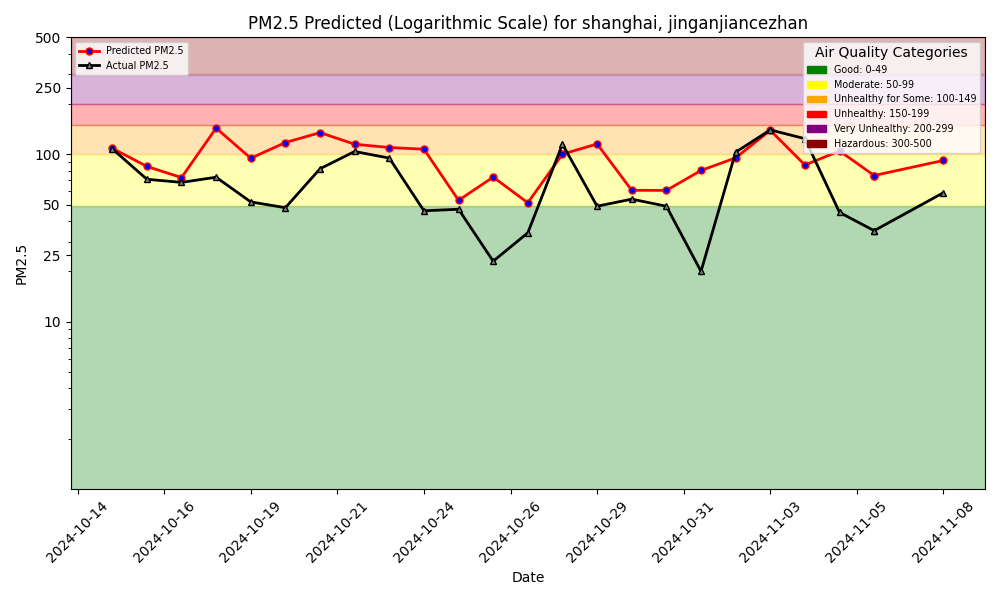 PM2.5 Predicted (Logarithmic Scale) for shanghai, jinganjiancezhan
Predicted PM2.5
Actual PM2.5
Air Quality Categories
Good: 0-49
Moderate: 50-99
Unhealthy for Some: 100-149
Unhealthy: 150-199
Very Unhealthy: 200-299
Hazardous: 300-500
500
250
100
50
25
10
PM2.5
2024-10-14
2024-10-16
2024-10-19
2024-10-21
2024-10-24
2024-10-26
2024-10-29
2024-10-31
2024-11-03
2024-11-05
2024-11-08
Date